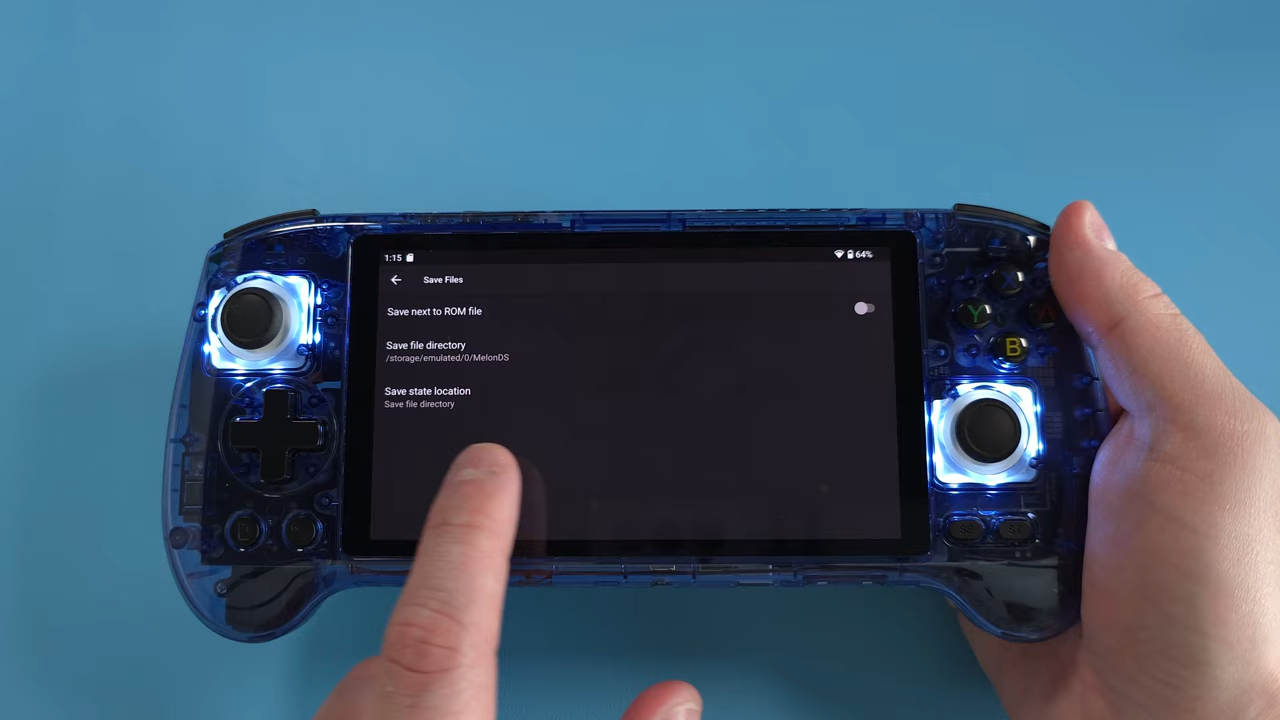 1:15
64%
Save Files
Save next to ROM file
Save file directory
/storage/emulated/0/MelonDS
Save state location
Save file directory
Y
A
B